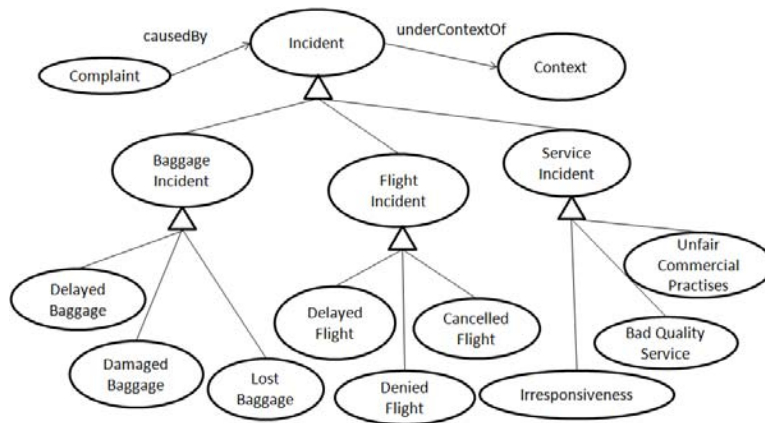 causedBy
Incident
underContextOf
Complaint
Context
Baggage
Incident
Flight
Incident
Service
Incident
Delayed
Baggage
Damaged
Baggage
Lost
Baggage
Delayed
Flight
Denied
Flight
Cancelled
Flight
Unfair
Commercial
Practises
Bad Quality
Service
Irresponsiveness